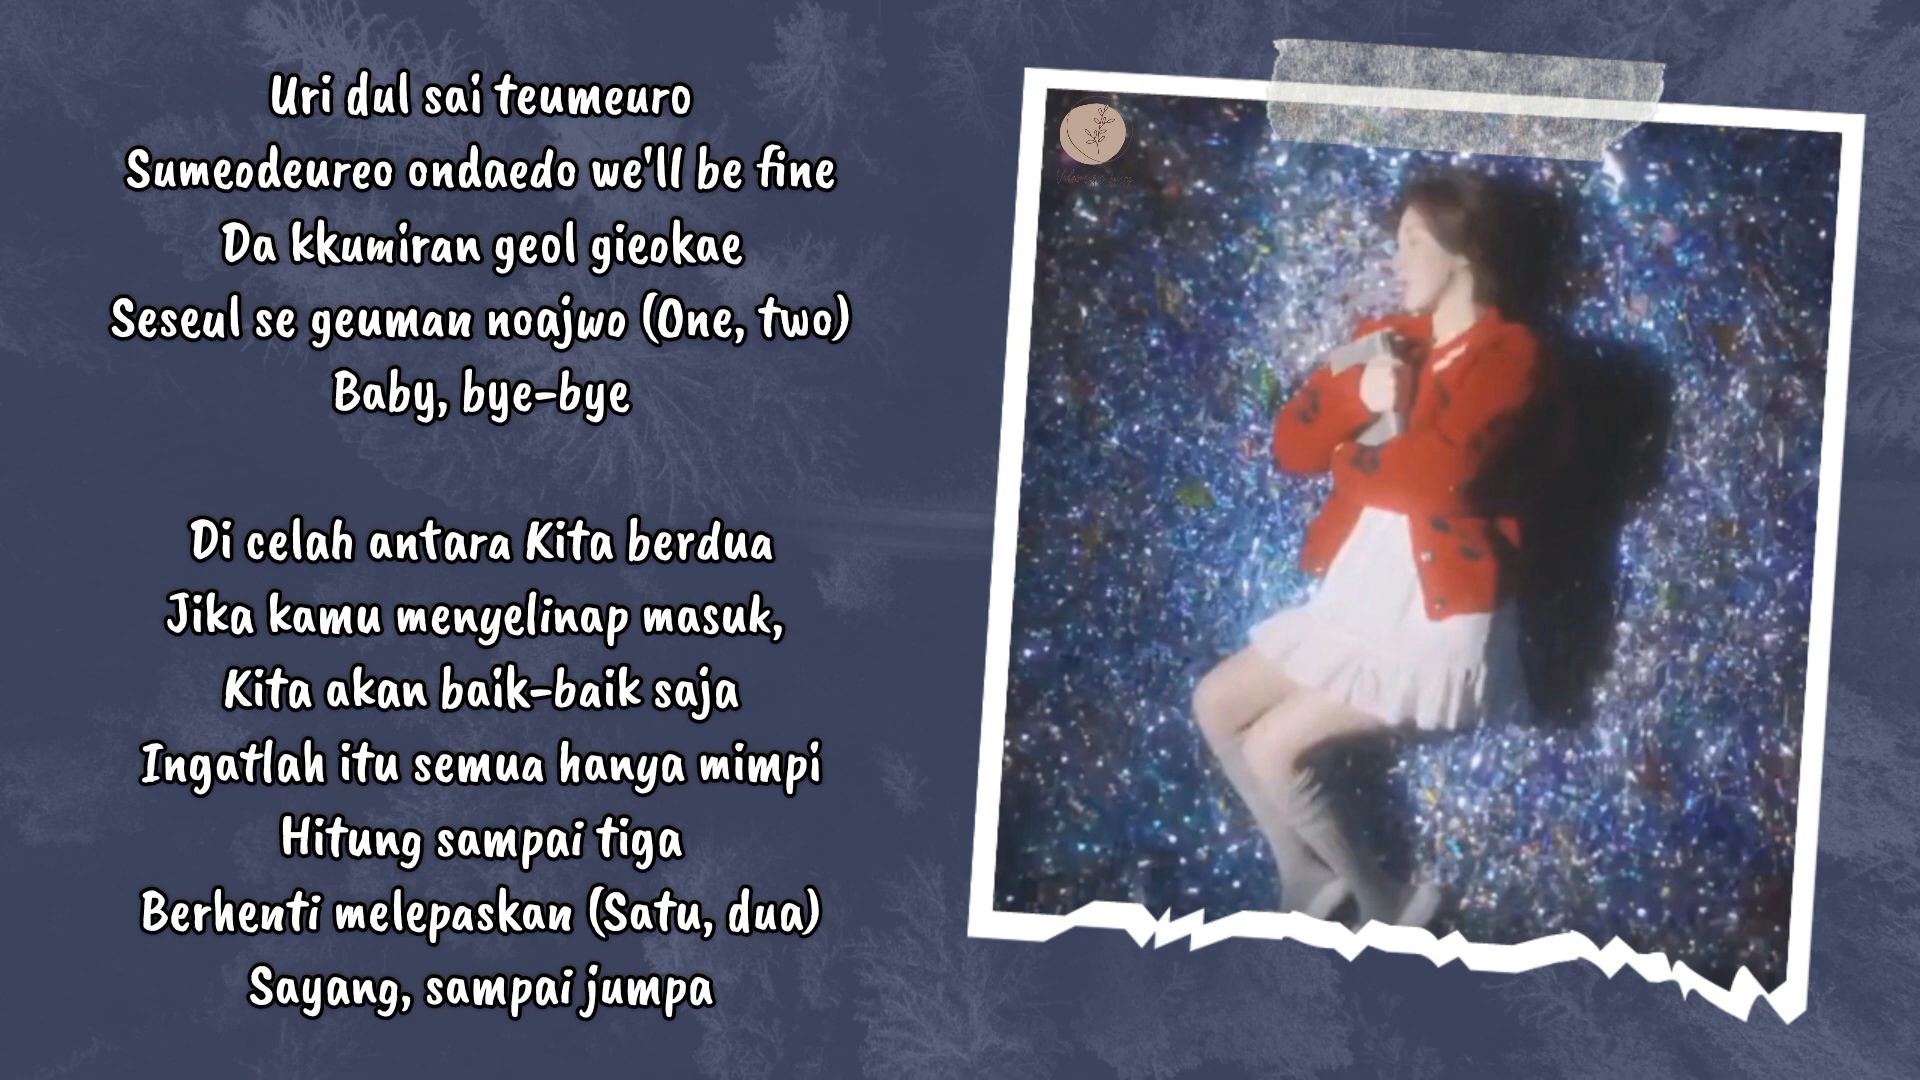 Uri dul sai teumeuro
Sumeodeureo ondaedo we'll be fine
Da kkumiran geol gieokae
Seseul se geuman noajwo (One, two)
Baby, bye-bye
Di celah antara Kita berdua
Jika kamu menyelinap masuk,
Kita akan baik-baik saja
Ingatlah itu semua hanya mimpi
Hitung sampai tiga
Berhenti melepaskan (Satu, dua)
Sayang, sampai jumpa